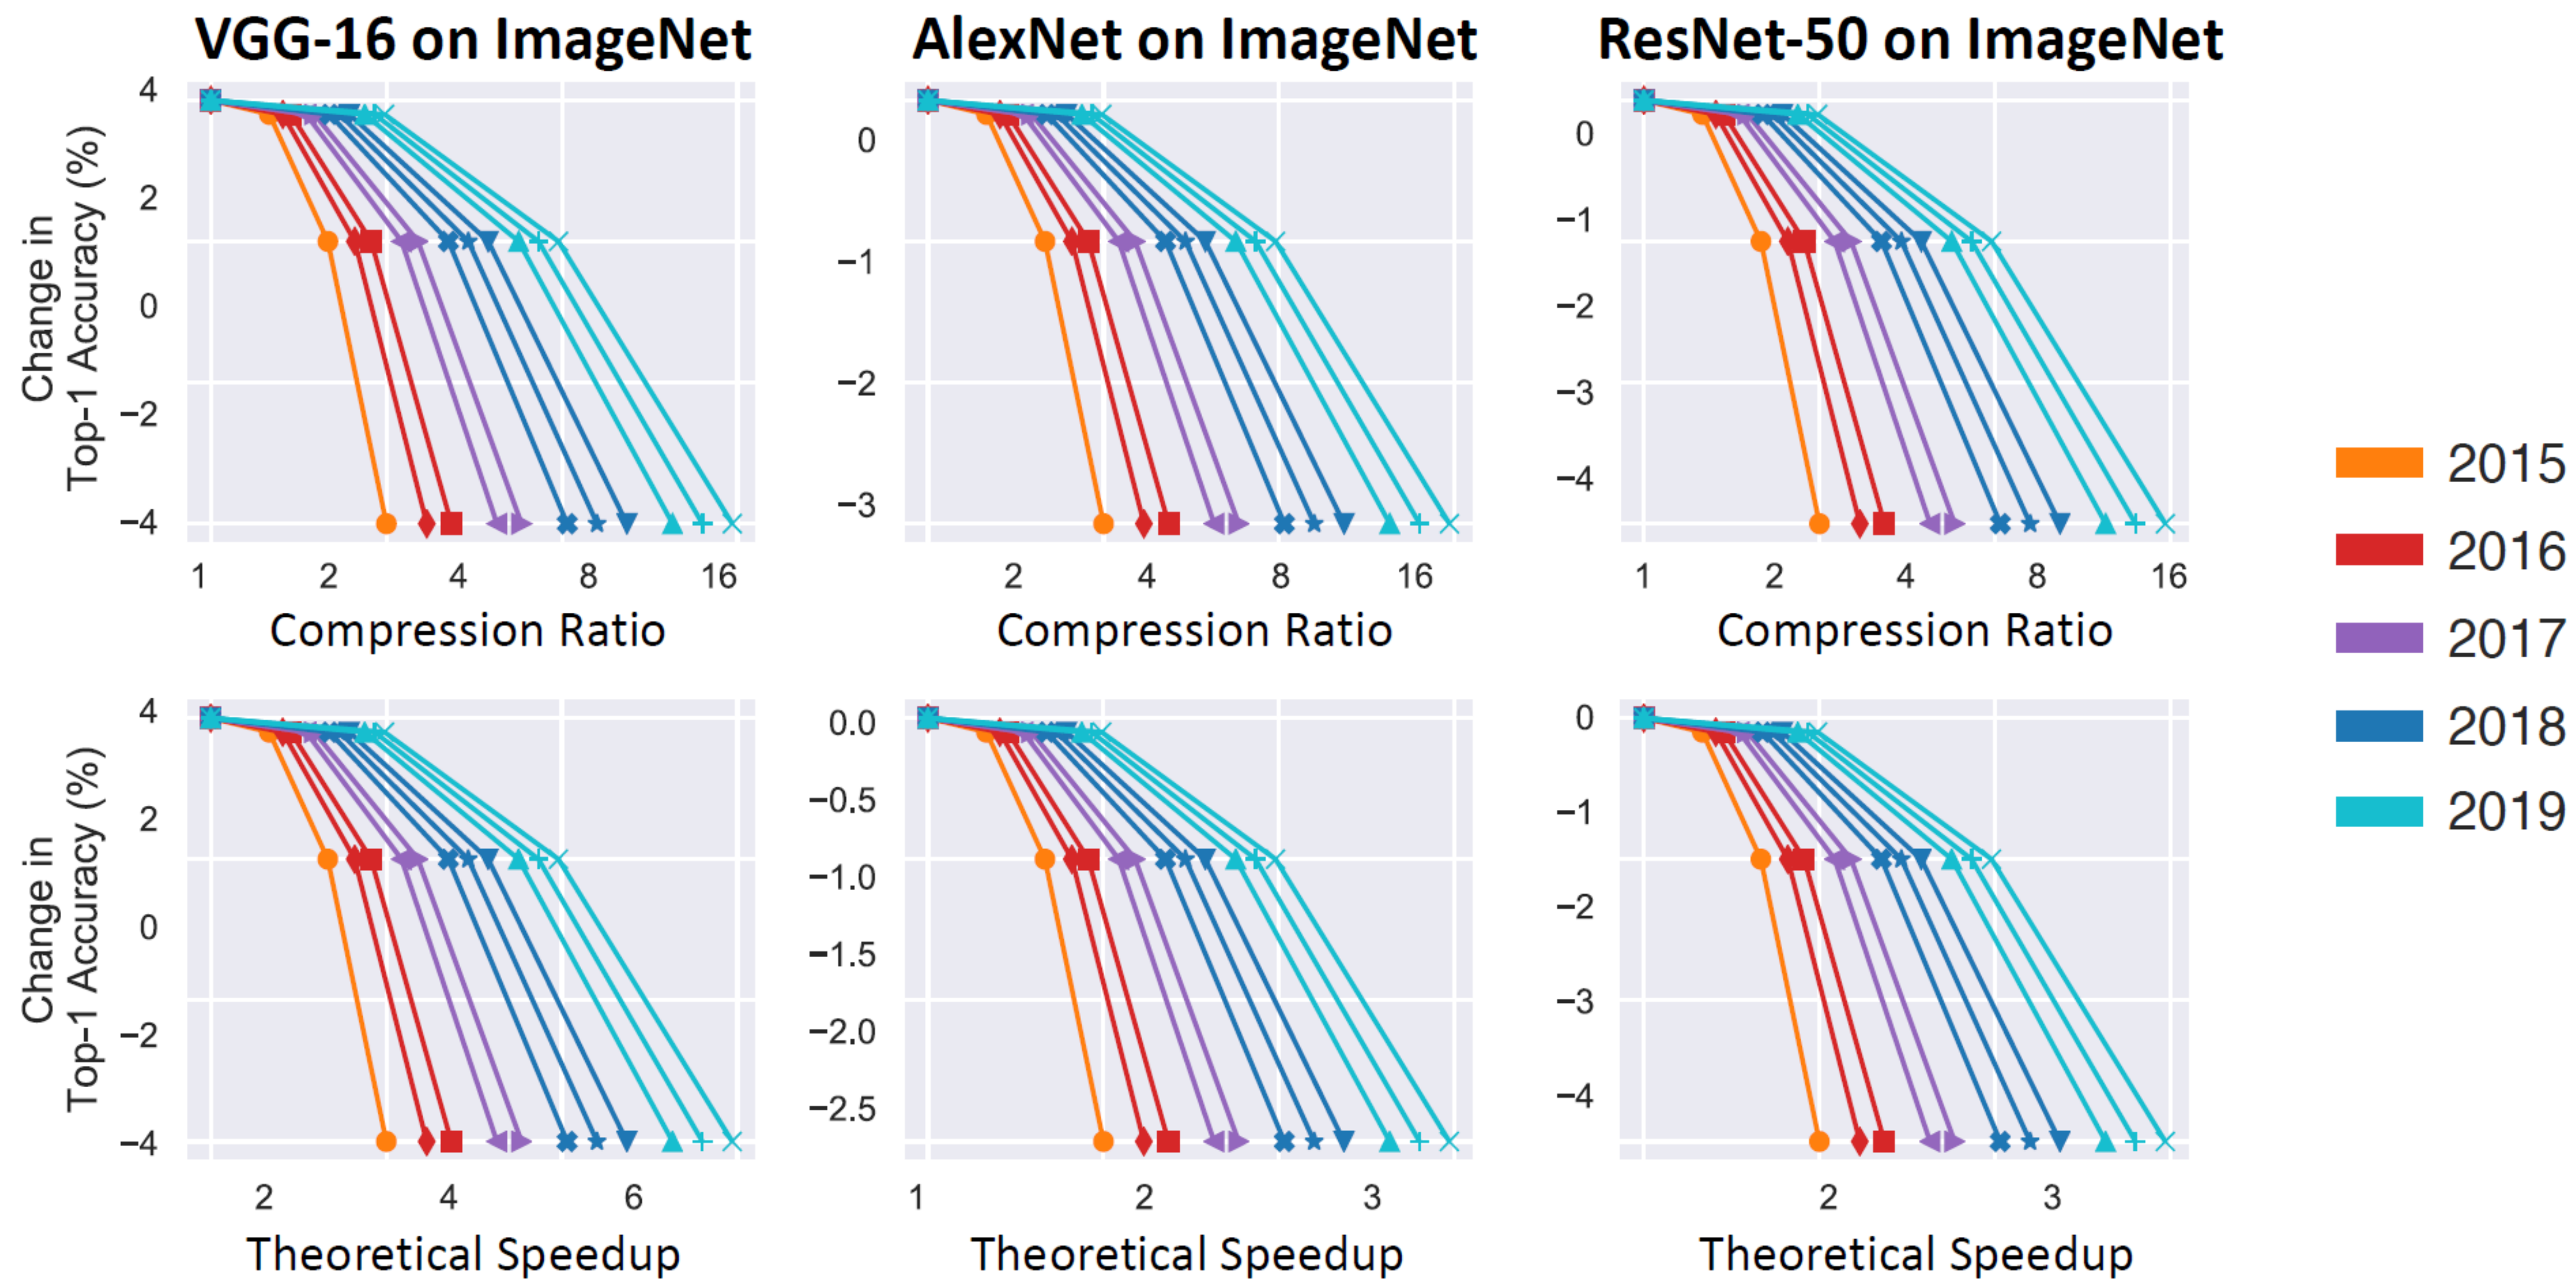 VGG-16 on ImageNet
AlexNet on ImageNet
ResNet-50 on ImageNet
Change in
Top-1 Accuracy (%)
4
2
0
−2
−4
1 2 4 8 16
Compression Ratio
0
−1
−2
−3
2 4 8 16
Compression Ratio
0
−1
−2
−3
−4
1 2 4 8 16
Compression Ratio
2015
2016
2017
2018
2019
Change in
Top-1 Accuracy (%)
4
2
0
−2
−4
2 4 6
Theoretical Speedup
0.0
−0.5
−1.0
−1.5
−2.0
−2.5
1 2 3
Theoretical Speedup
0
−1
−2
−3
−4
2 3
Theoretical Speedup